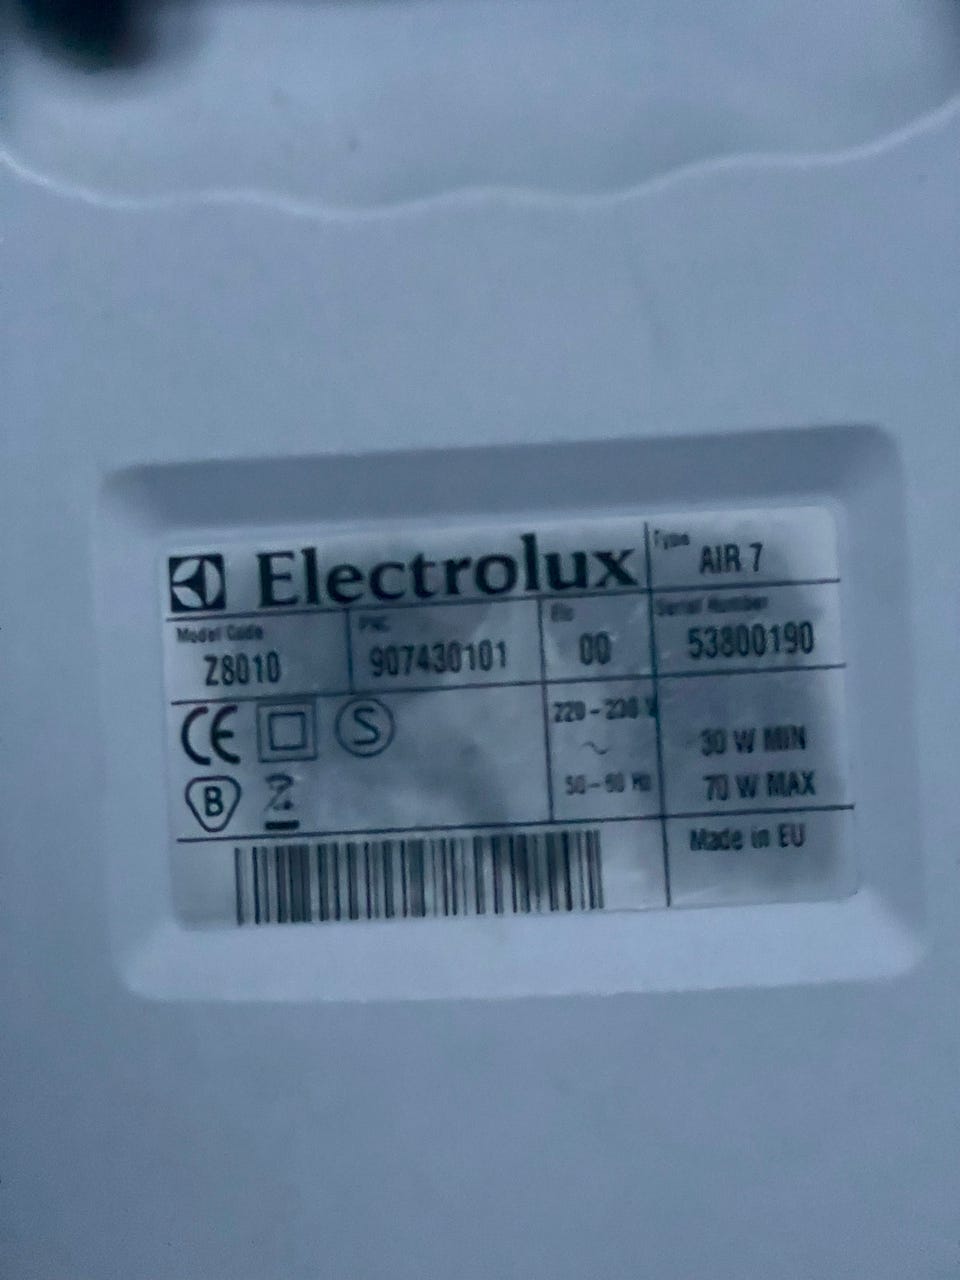 Electrolux
Type
AIR 7
Model Code
Z8010
PNC
907430101
00
Serial Number
53800190
CE
S
B
220-230 V
~
50-60 Hz
30 W MIN
70 W MAX
Made in EU